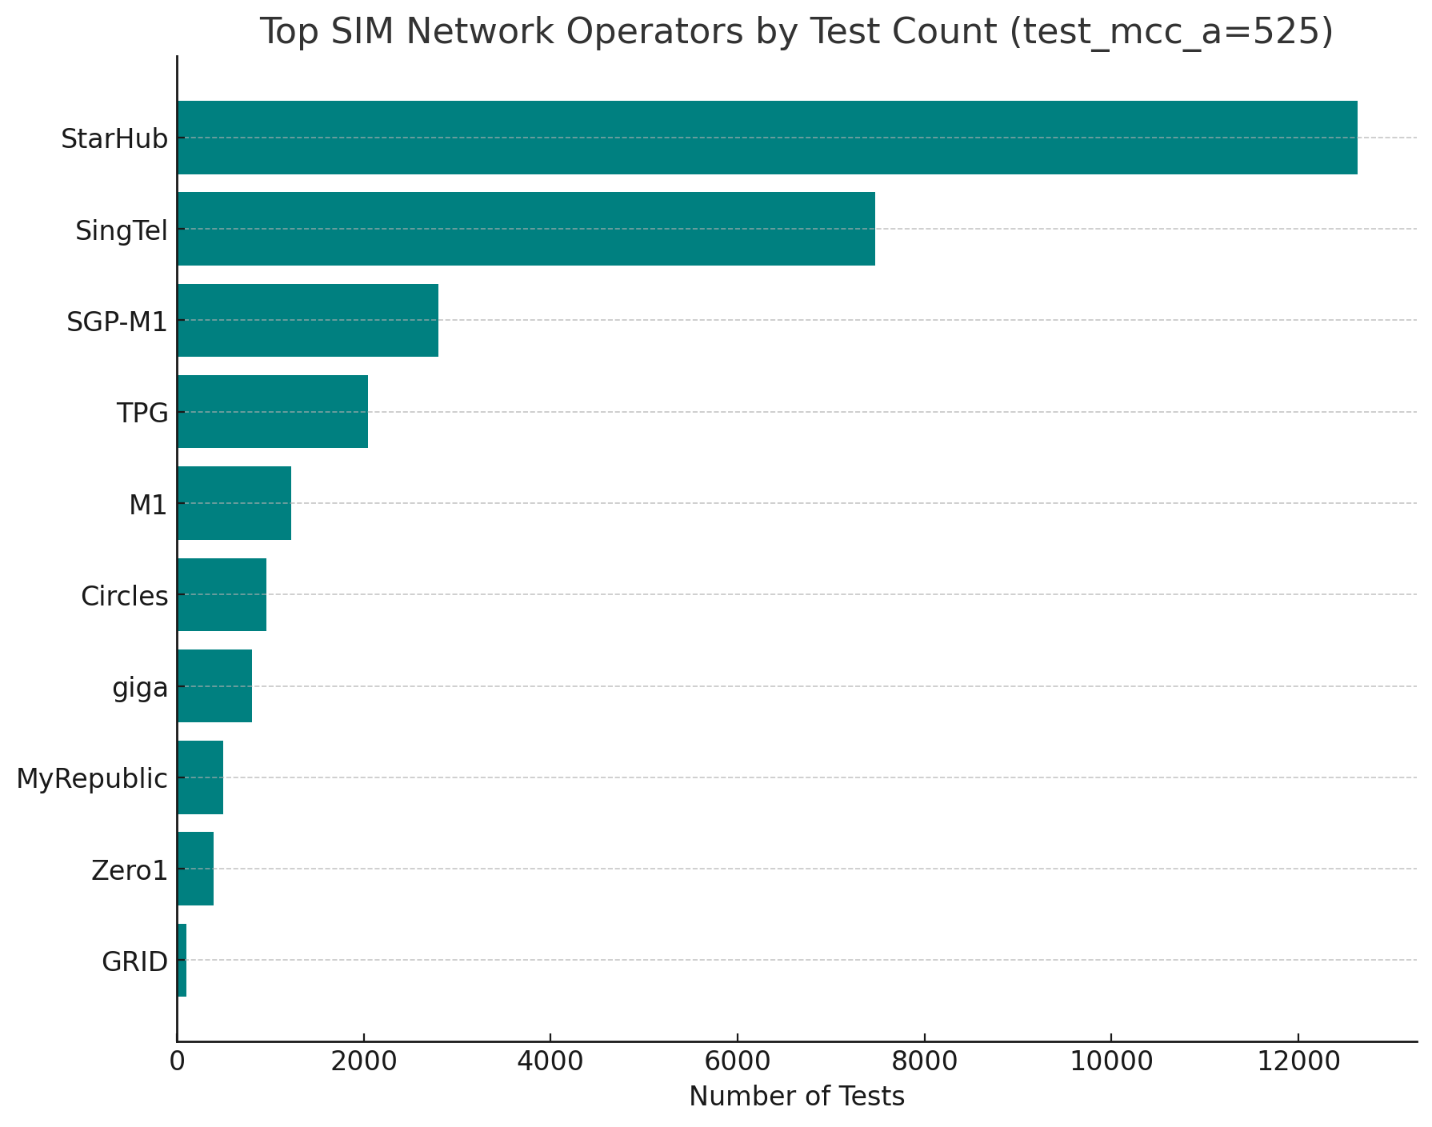 Top SIM Network Operators by Test Count (test_mcc_a=525)
StarHub
SingTel
SGP-M1
TPG
M1
Circles
giga
MyRepublic
Zero1
GRID
0 2000 4000 6000 8000 10000 12000
Number of Tests